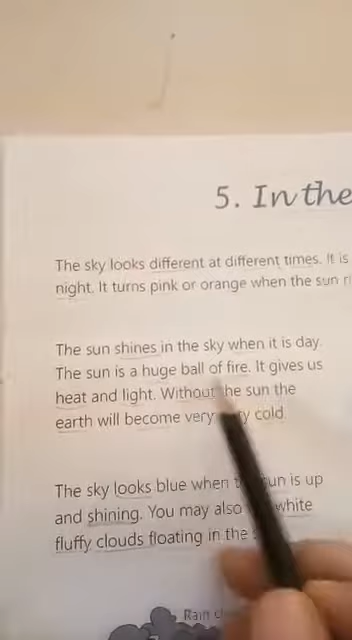 5. In the
The sky looks different at different times. It is
night. It turns pink or orange when the sun
The sun shines in the sky when it is day.
The sun is a huge ball of fire. It gives us
heat and light. Without the sun the
earth will become very cold
The sky looks blue when sun is up
and shining. You may also white
fluffy clouds floating in the
Rain